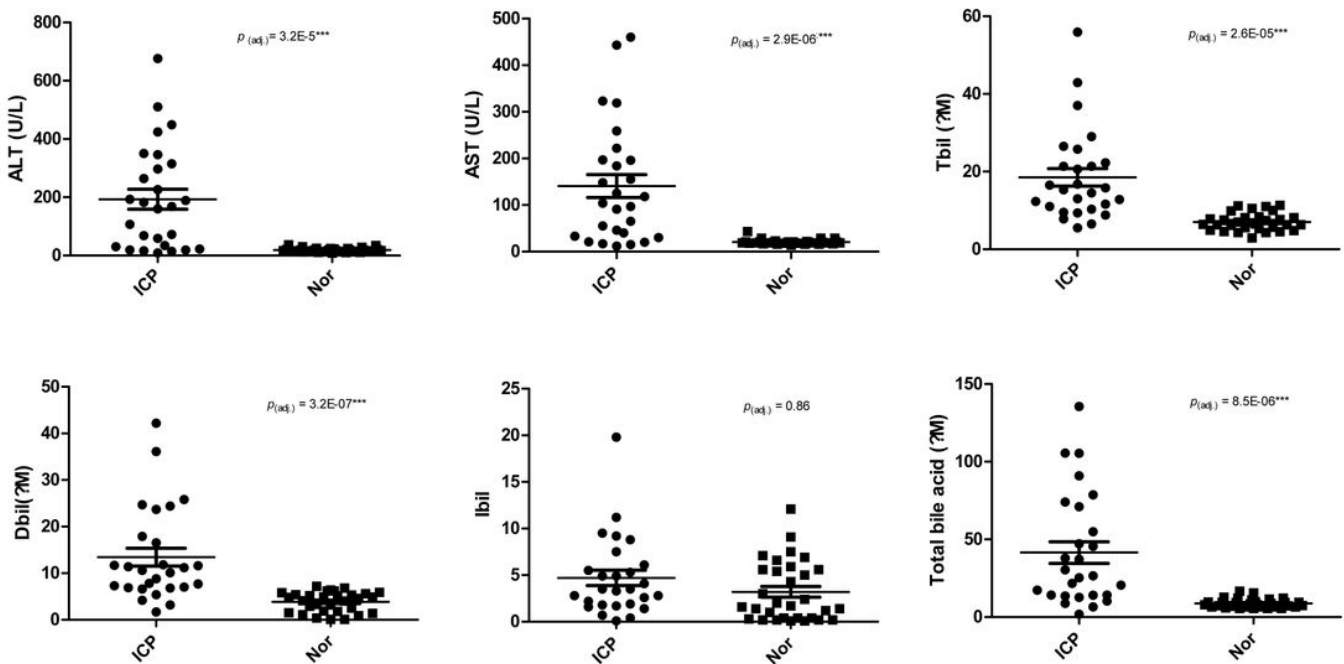 p (adj.) = 3.2E-5***
800
600
400
200
0
ALT (U/L)
ICP
Nor
p(adj.) = 2.9E-06***
500
400
300
200
100
0
AST (U/L)
ICP
Nor
p(adj.) = 2.6E-05***
60
40
20
0
Tbil (?M)
ICP
Nor
p(adj.) = 3.2E-07***
50
40
30
20
10
0
Dbil(?M)
ICP
Nor
p(adj.) = 0.86
25
20
15
10
5
0
Ibil
ICP
Nor
p(adj.) = 8.5E-06***
150
100
50
0
Total bile acid (?M)
ICP
Nor